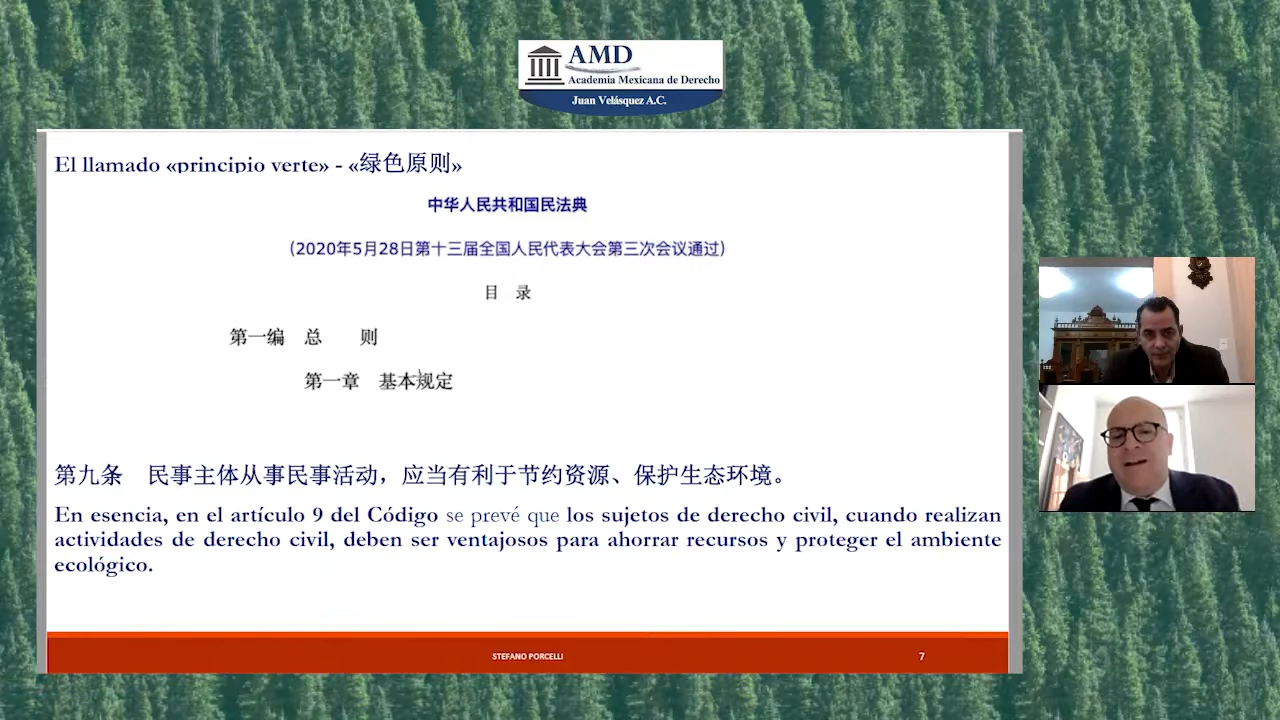 AMD
Academia Mexicana de Derecho
Juan Velásquez A.C.
El llamado «principio verte» - «绿色原则»
中华人民共和国民法典
(2020年5月28日第十三届全国人民代表大会第三次会议通过)
目 录
第一编 总 则
第一章 基本规定
第九条 民事主体从事民事活动，应当有利于节约资源、保护生态环境。
En esencia, en el artículo 9 del Código se prevé que los sujetos de derecho civil, cuando realizan
actividades de derecho civil, deben ser ventajosos para ahorrar recursos y proteger el ambiente
ecológico.
STEFANO PORCELLI
7